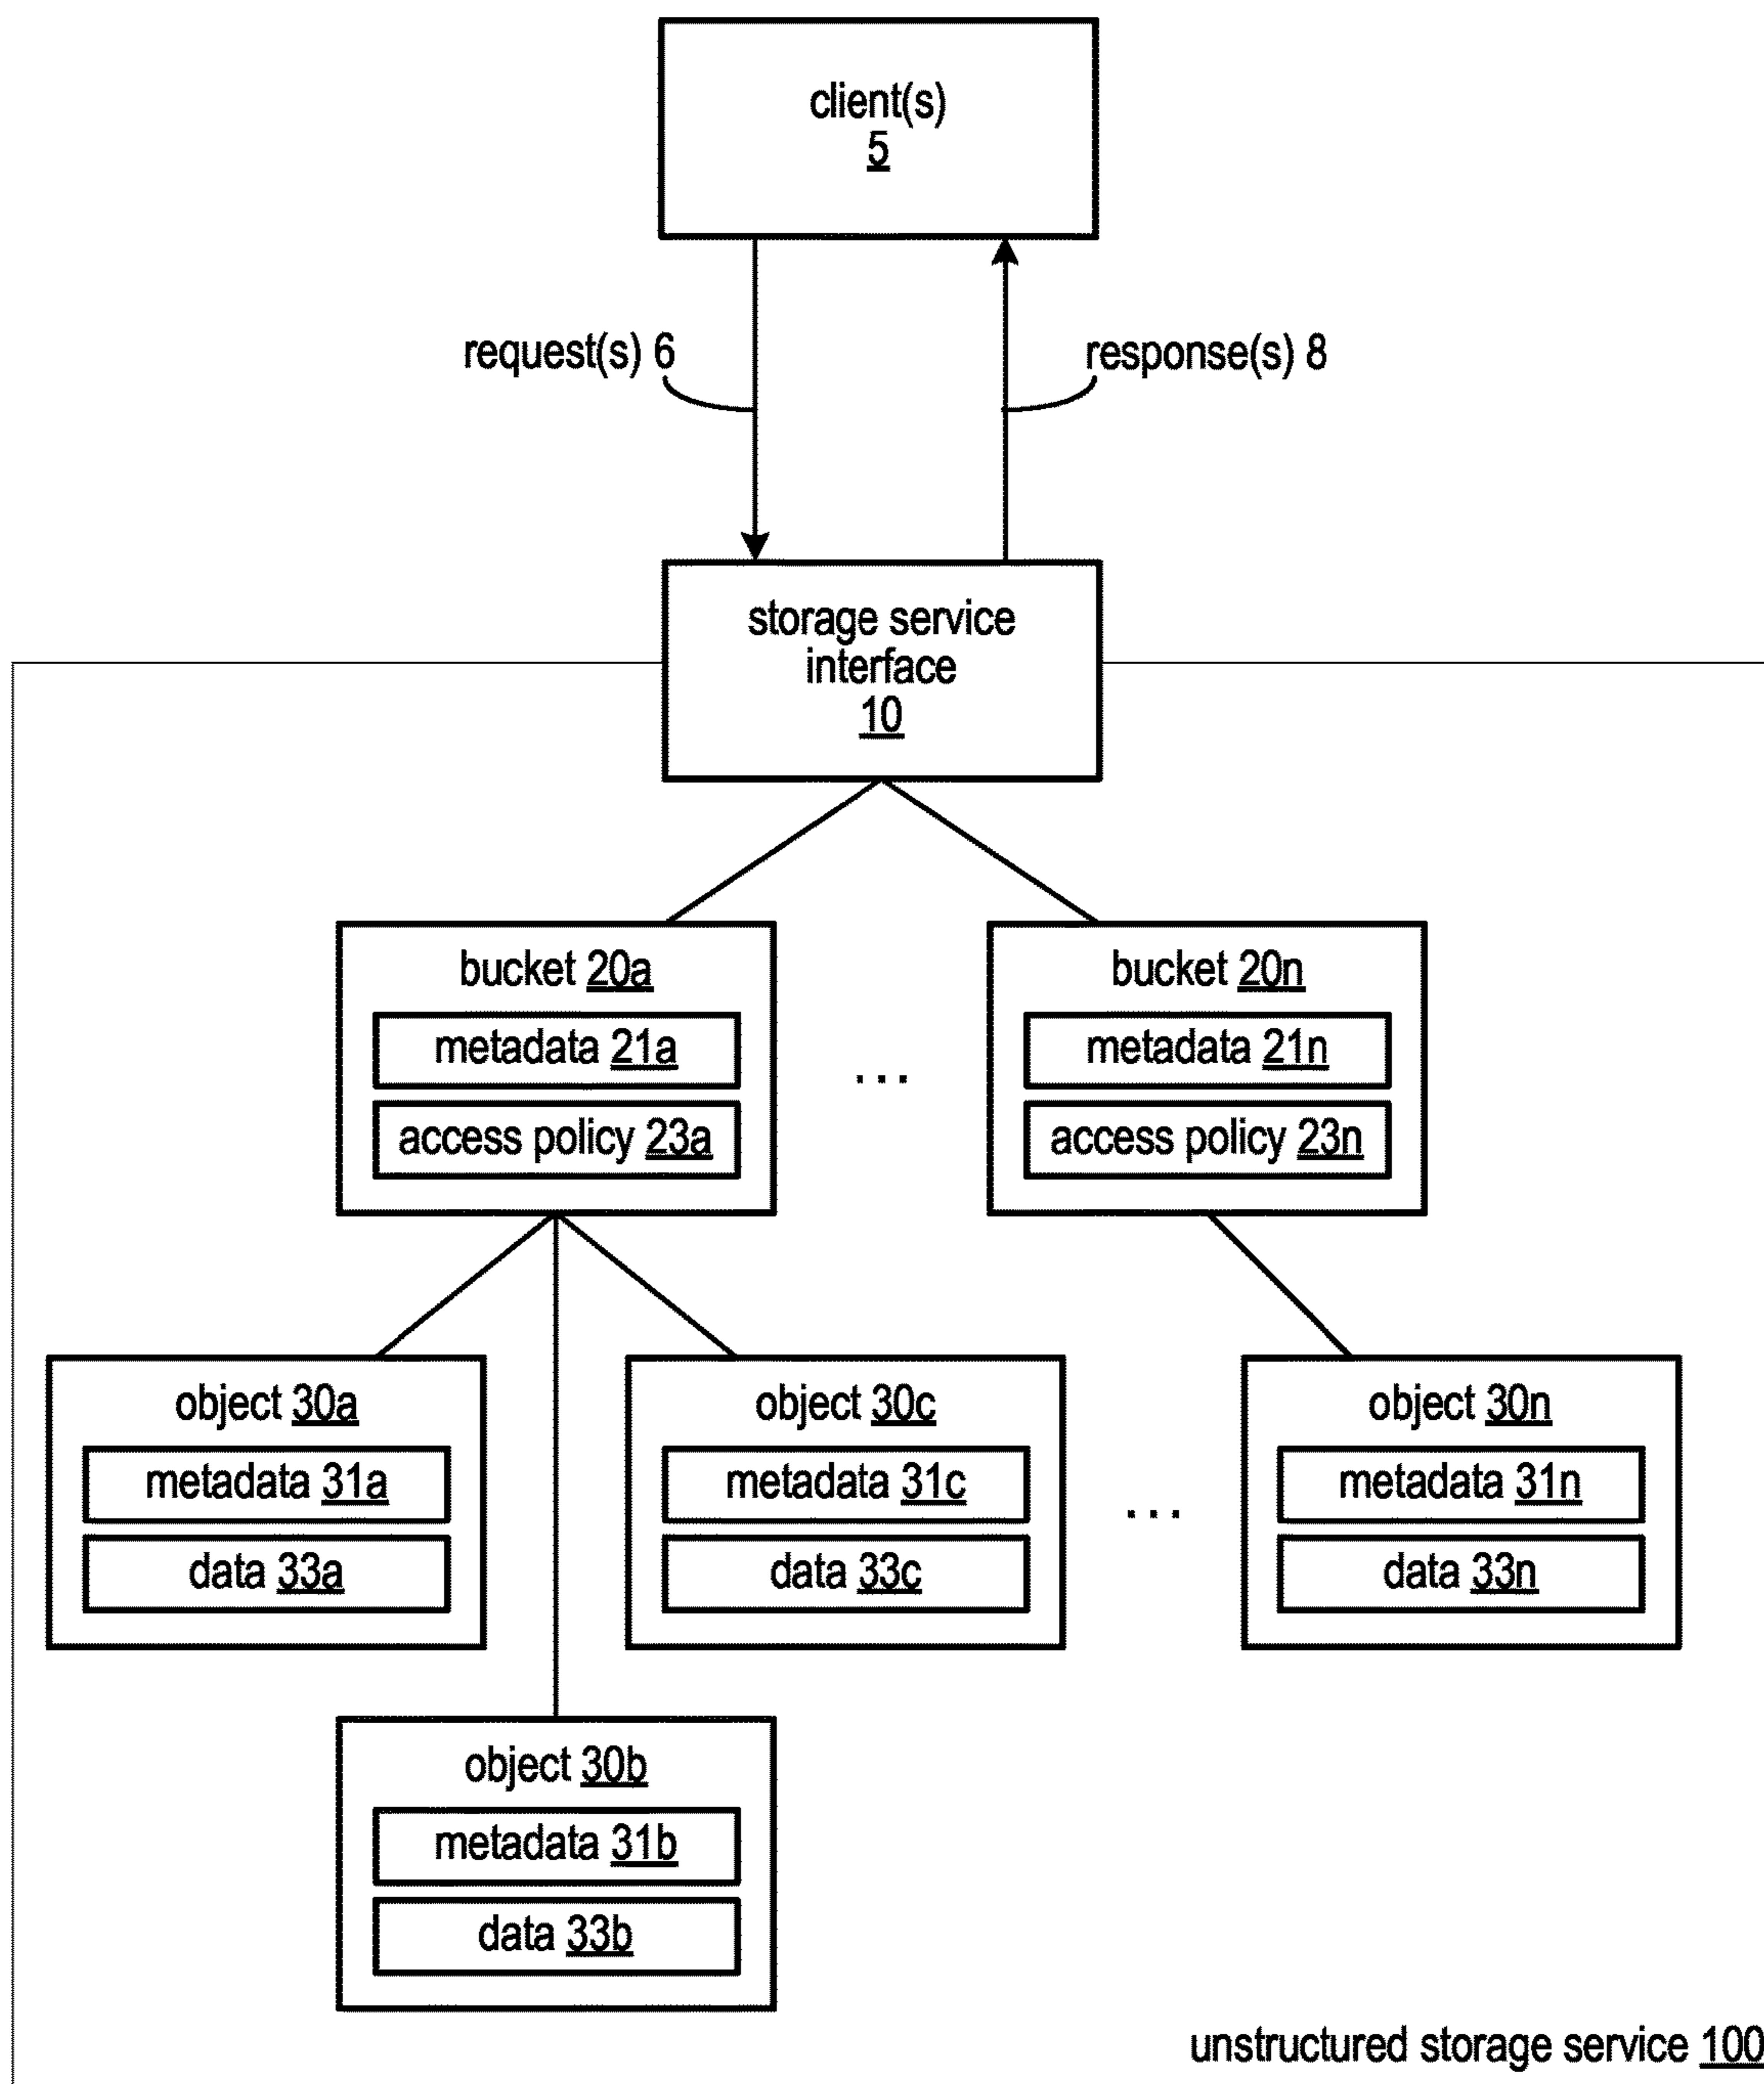 client(s)
5
request(s) 6
response(s) 8
storage service
interface
10
bucket 20a
metadata 21a
access policy 23a
...
bucket 20n
metadata 21n
access policy 23n
object 30a
metadata 31a
data 33a
object 30c
metadata 31c
data 33c
...
object 30n
metadata 31n
data 33n
object 30b
metadata 31b
data 33b
unstructured storage service 100